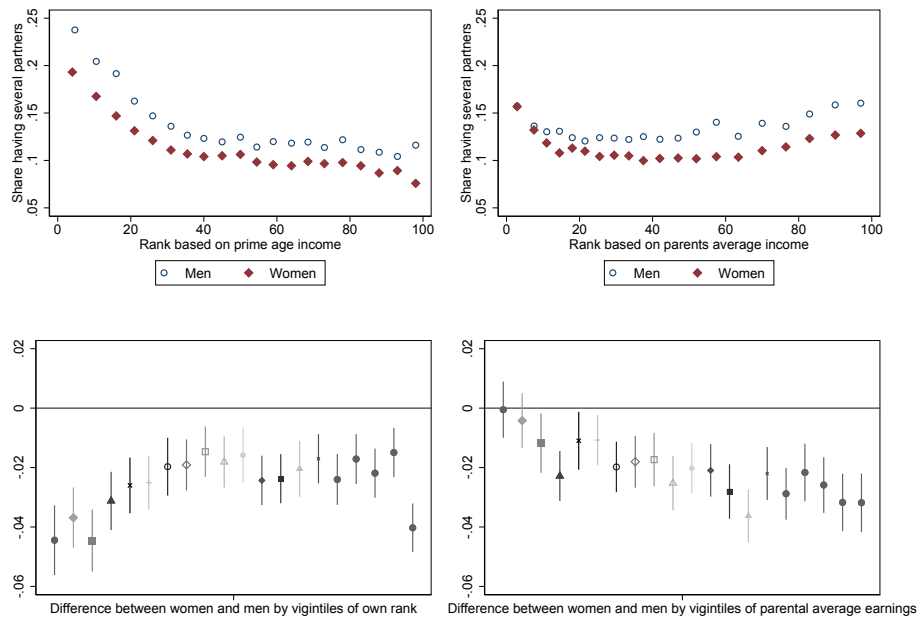 Share having several partners
.25
.2
.15
.1
.05
0 20 40 60 80 100
Rank based on prime age income
Men Women
Share having several partners
.25
.2
.15
.1
.05
0 20 40 60 80 100
Rank based on parents average income
Men Women
.02
0
-.02
-.04
-.06
Difference between women and men by vigintiles of own rank
.02
0
-.02
-.04
-.06
Difference between women and men by vigintiles of parental average earnings